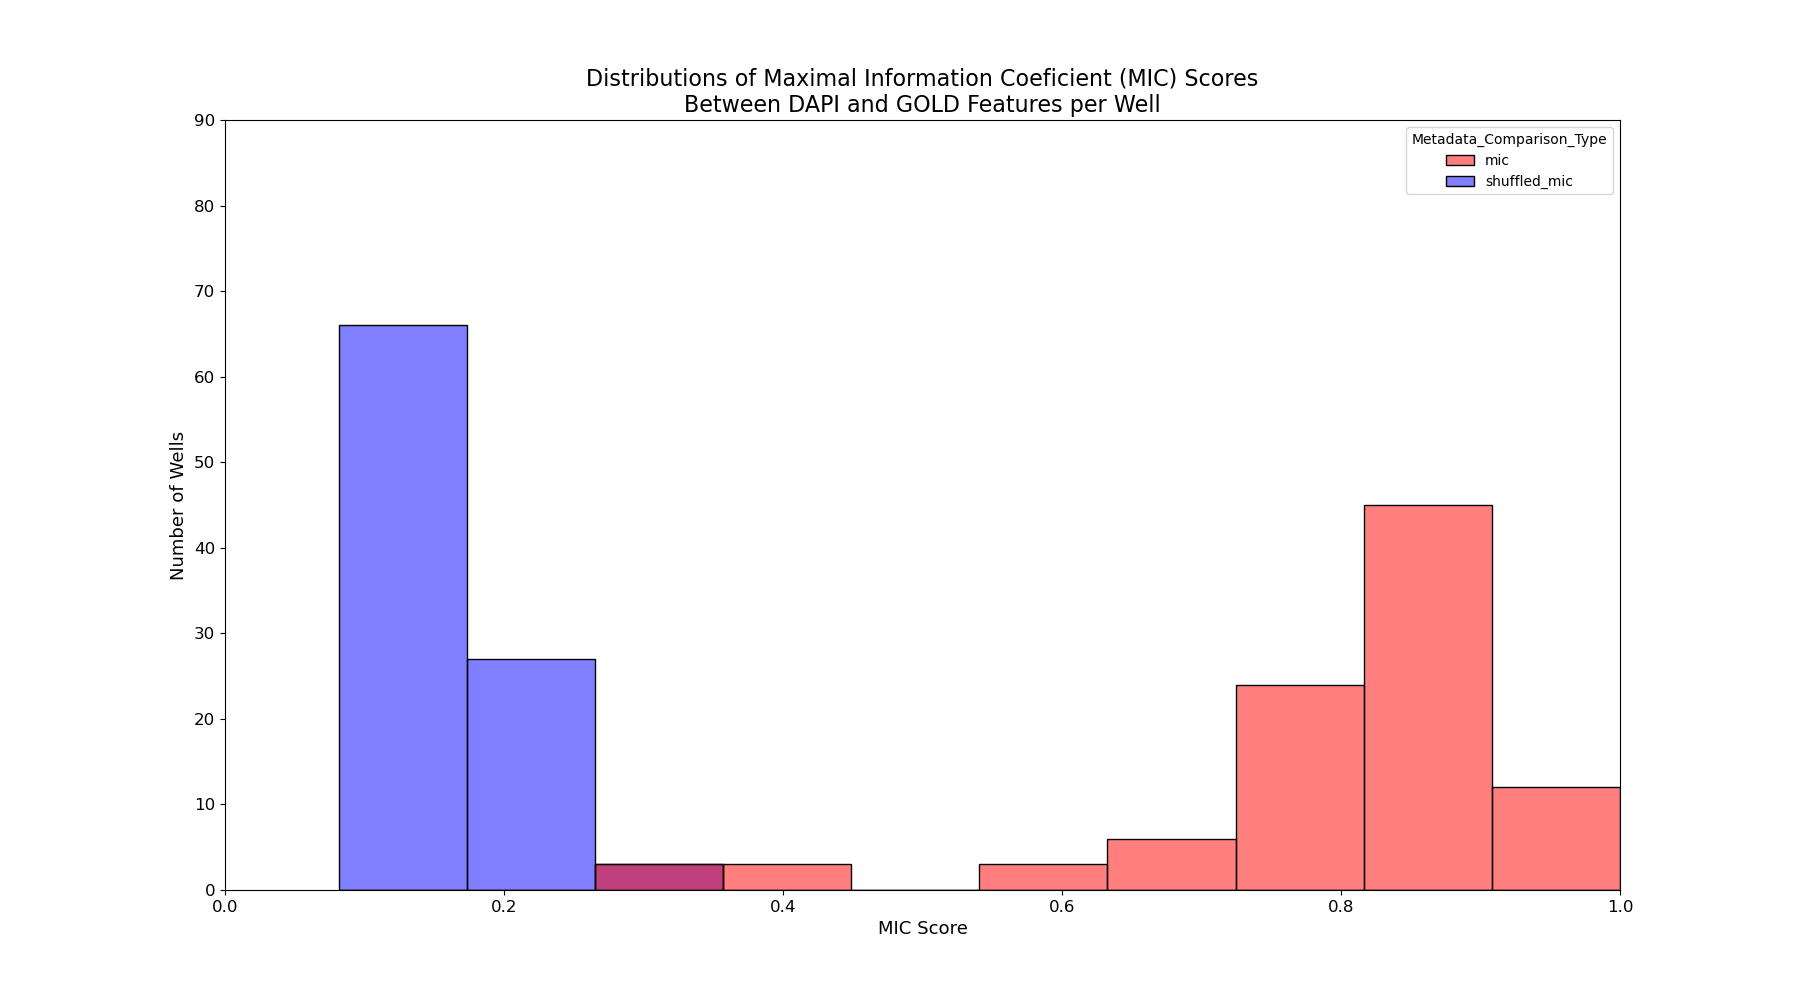 Distributions of Maximal Information Coeficient (MIC) Scores
Between DAPI and GOLD Features per Well
Metadata_Comparison_Type
mic
shuffled_mic
Number of Wells
90
80
70
60
50
40
30
20
10
0
0.0 0.2 0.4 0.6 0.8 1.0
MIC Score